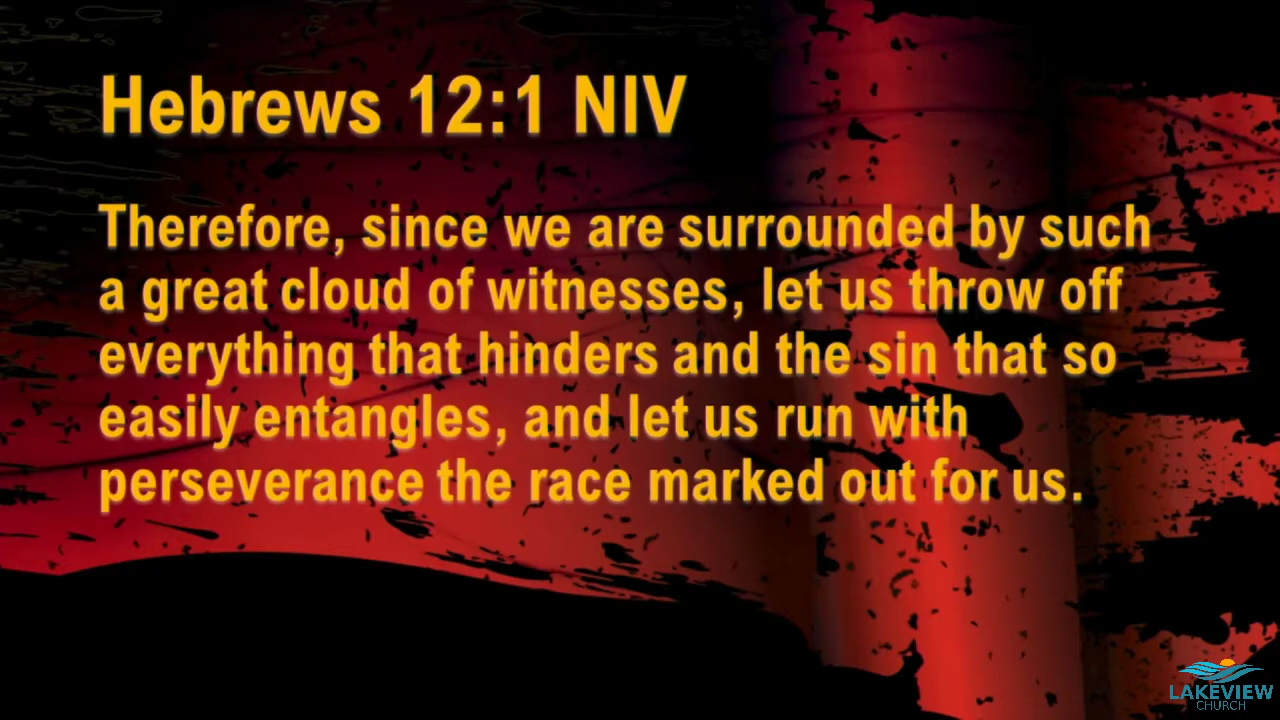 Hebrews 12:1 NIV
Therefore, since we are surrounded by such
a great cloud of witnesses, let us throw off
everything that hinders and the sin that so
easily entangles, and let us run with
perseverance the race marked out for us.
LAKEVIEW
CHURCH